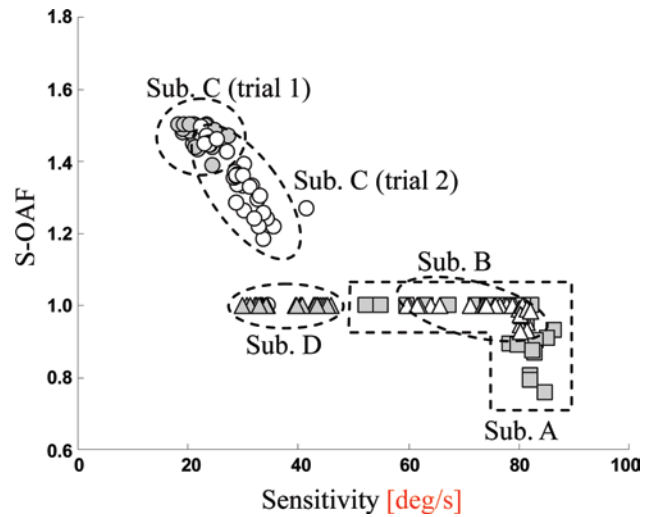 1.8
1.6
1.4
1.2
1.0
0.8
0.6
S-OAF
Sub. C (trial 1)
Sub. C (trial 2)
Sub. B
Sub. D
Sub. A
0 20 40 60 80 100
Sensitivity [deg/s]